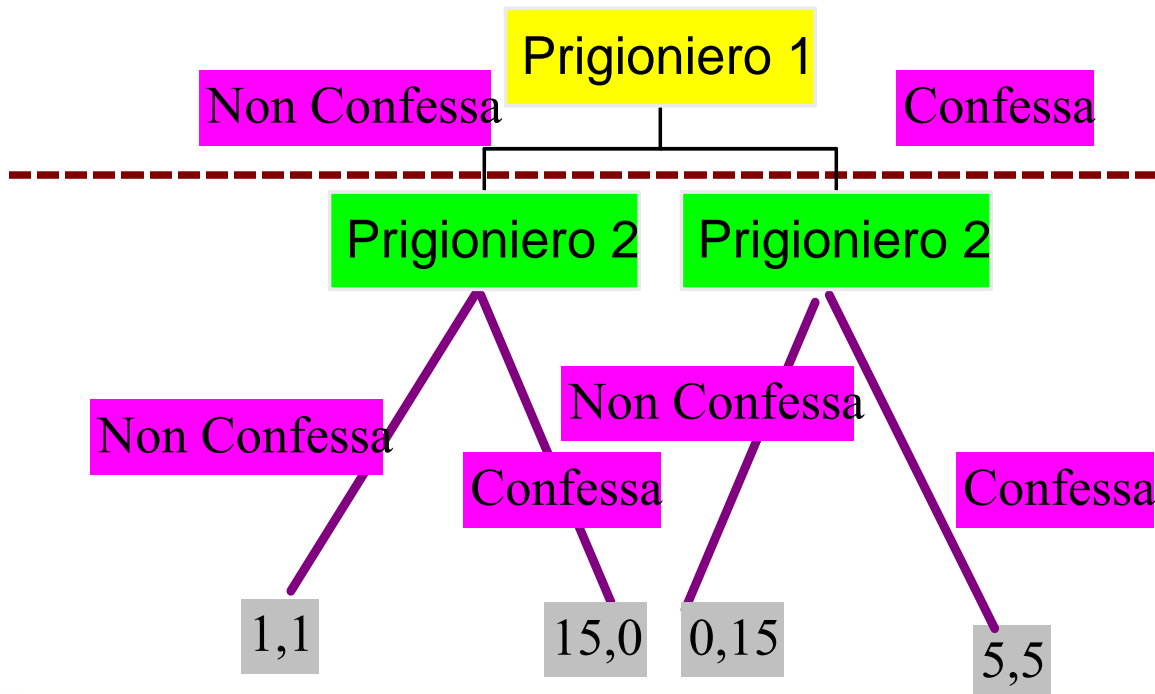 Prigioniero 1
Non Confessa
Confessa
Prigioniero 2
Prigioniero 2
Non Confessa
Confessa
Non Confessa
Confessa
1,1
15,0
0,15
5,5